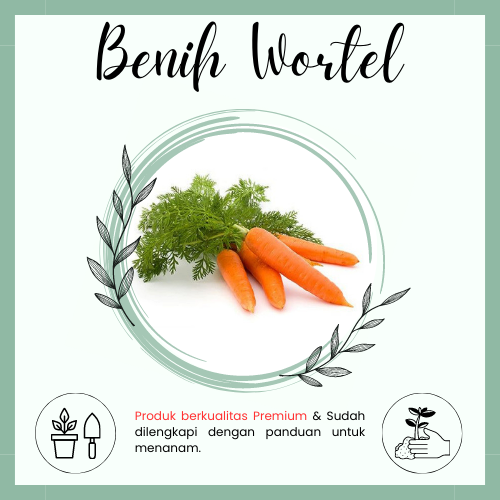 Benih Wortel
Produk berkualitas Premium & Sudah
dilengkapi dengan panduan untuk
menanam.